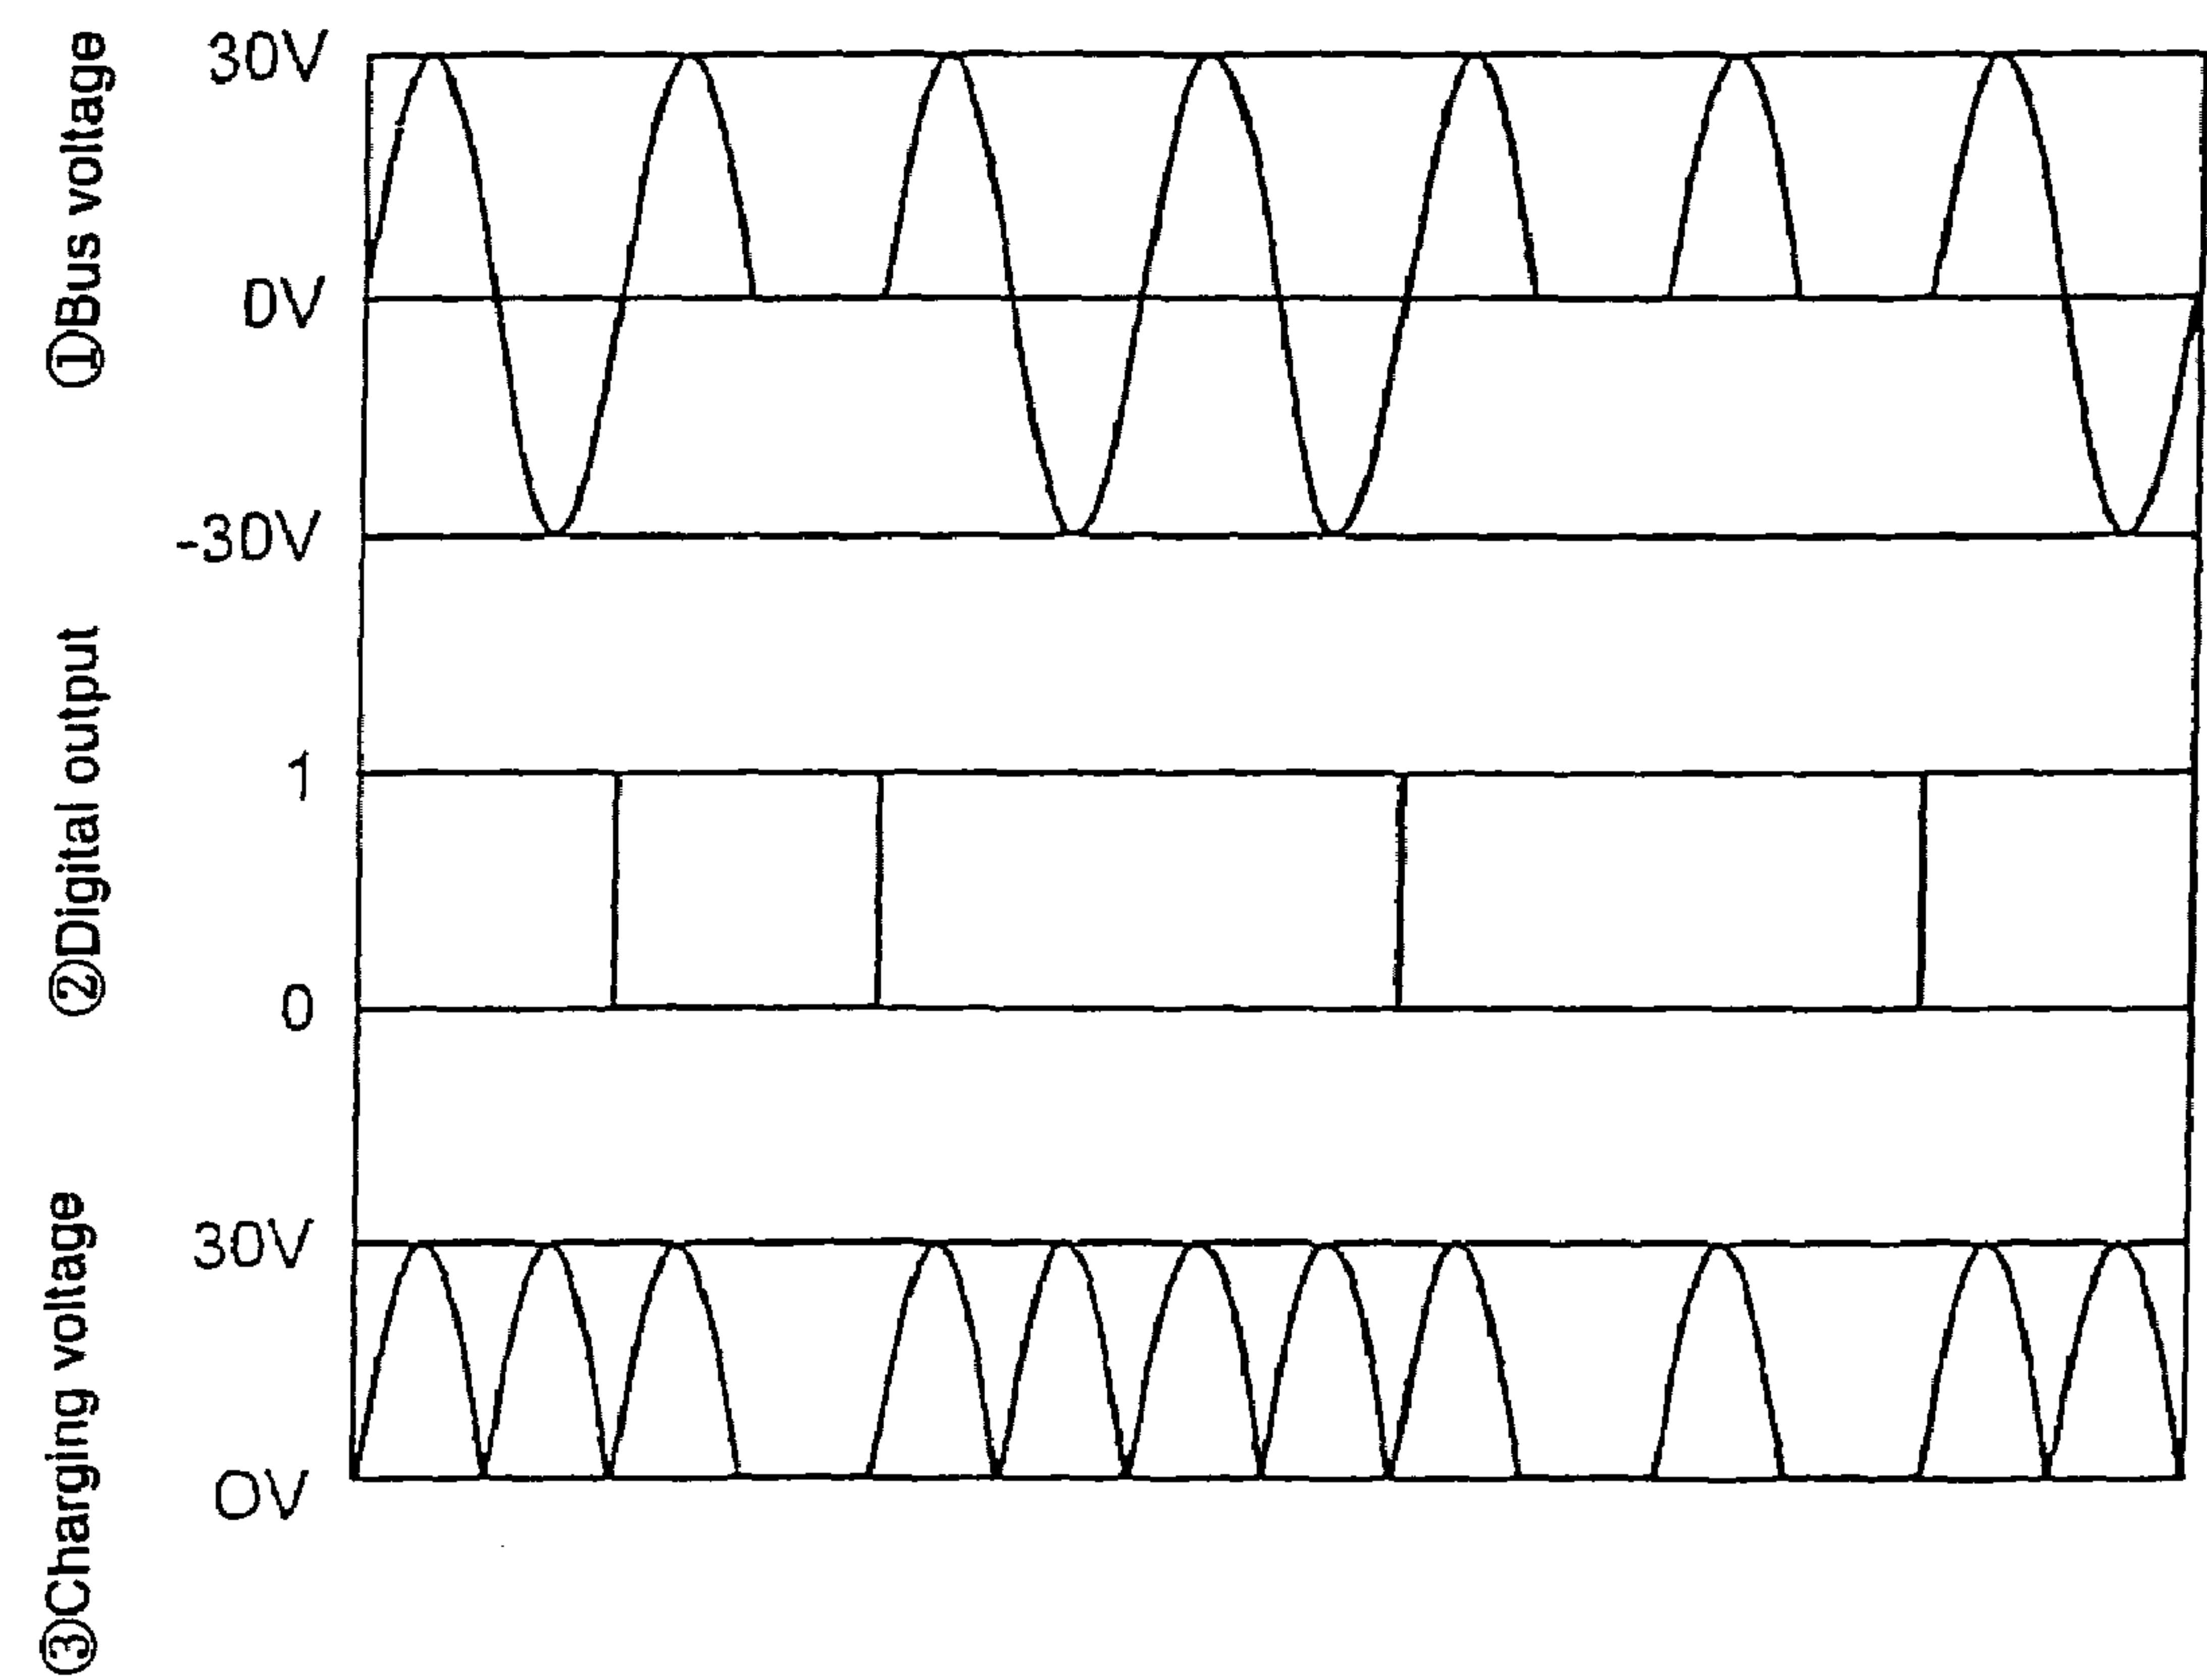 ①Bus voltage
30V
0V
-30V
②Digital output
1
0
③Charging voltage
30V
0V